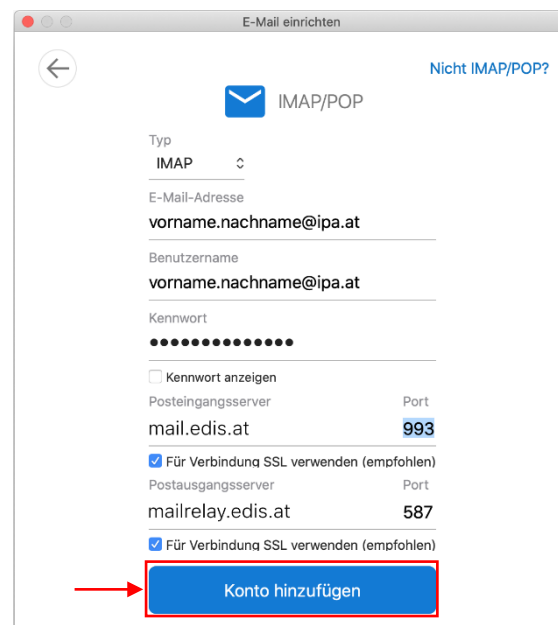 E-Mail einrichten
Nicht IMAP/POP?
IMAP/POP
Typ
IMAP
E-Mail-Adresse
vorname.nachname@ipa.at
Benutzername
vorname.nachname@ipa.at
Kennwort
●●●●●●●●●●●●●●
Kennwort anzeigen
Posteingangsserver Port
mail.edis.at 993
Für Verbindung SSL verwenden (empfohlen)
Postausgangsserver Port
mailrelay.edis.at 587
Für Verbindung SSL verwenden (empfohlen)
Konto hinzufügen